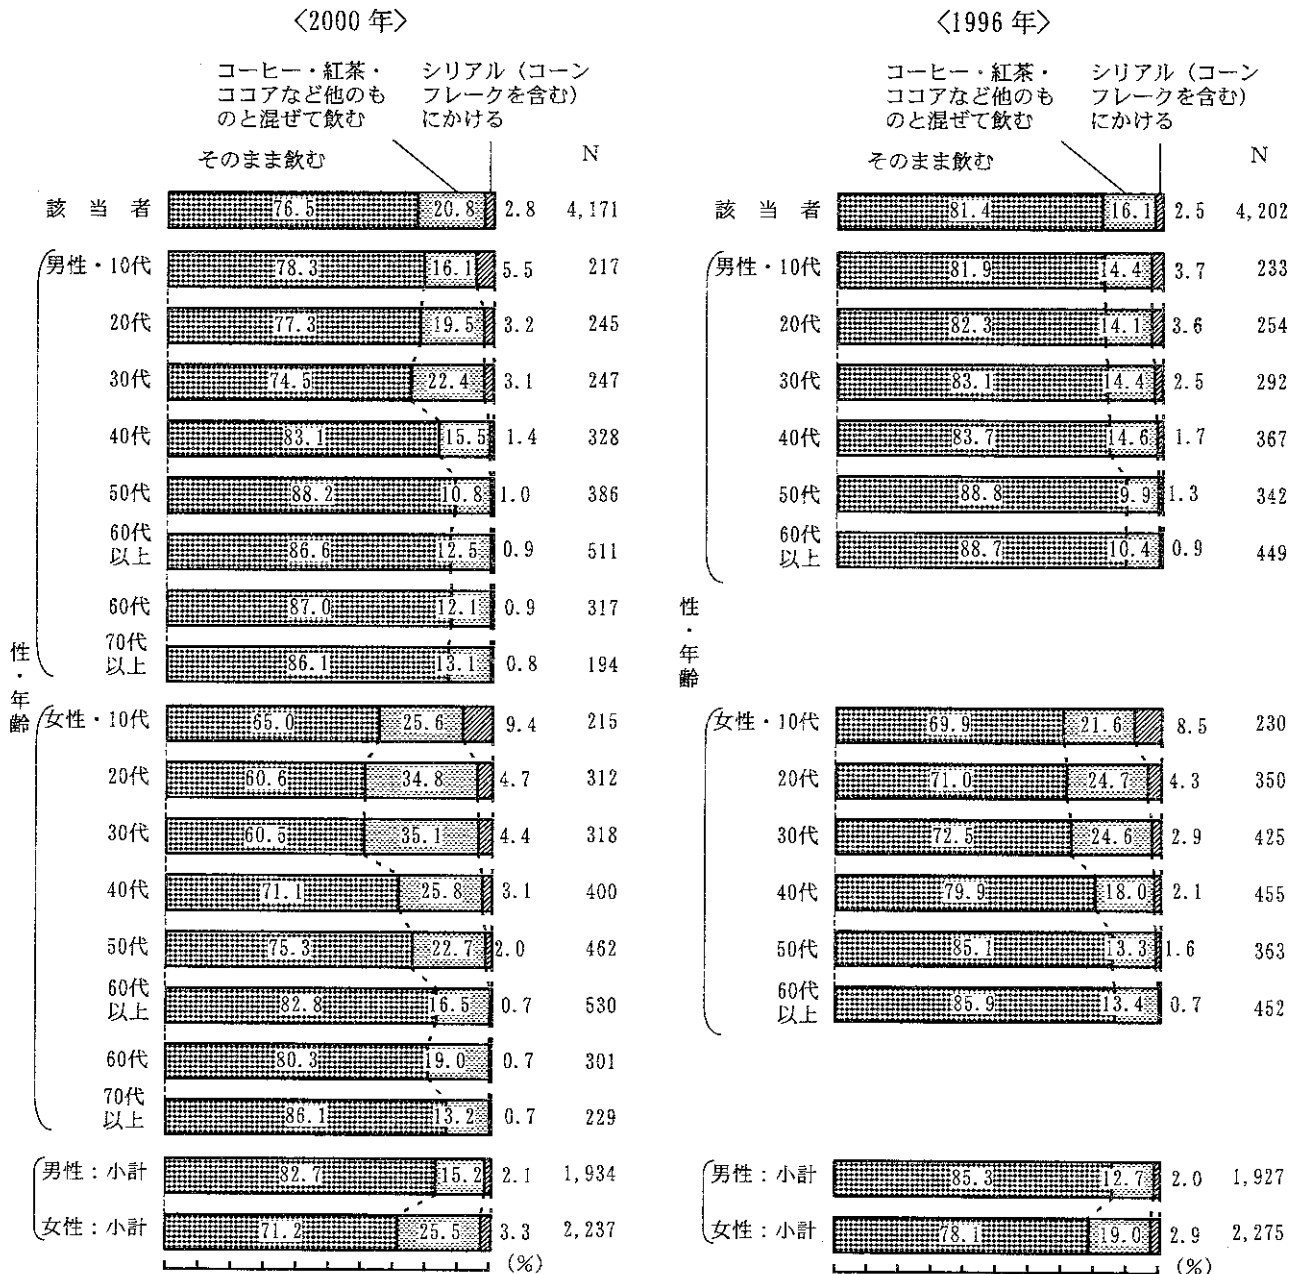 〈2000 年〉
コーヒー・紅茶・
ココアなど他のも
のと混ぜて飲む
シリアル（コーン
フレークを含む）
にかける
そのまま飲む
N
該 当 者 76.5 20.8 2.8 4,171
性・年齢
男性・10代 78.3 16.1 5.5 217
20代 77.3 19.5 3.2 245
30代 74.5 22.4 3.1 247
40代 83.1 15.5 1.4 328
50代 88.2 10.8 1.0 386
60代
以上 86.6 12.5 0.9 511
60代 87.0 12.1 0.9 317
70代
以上 86.1 13.1 0.8 194
女性・10代 65.0 25.6 9.4 215
20代 60.6 34.8 4.7 312
30代 60.5 35.1 4.4 318
40代 71.1 25.8 3.1 400
50代 75.3 22.7 2.0 462
60代
以上 82.8 16.5 0.7 530
60代 80.3 19.0 0.7 301
70代
以上 86.1 13.2 0.7 229
男性：小計 82.7 15.2 2.1 1,934
女性：小計 71.2 25.5 3.3 2,237
(%)
〈1996 年〉
コーヒー・紅茶・
ココアなど他のも
のと混ぜて飲む
シリアル（コーン
フレークを含む）
にかける
そのまま飲む
N
該 当 者 81.4 16.1 2.5 4,202
性・年齢
男性・10代 81.9 14.4 3.7 233
20代 82.3 14.1 3.6 254
30代 83.1 14.4 2.5 292
40代 83.7 14.6 1.7 367
50代 88.8 9.9 1.3 342
60代
以上 88.7 10.4 0.9 449
女性・10代 69.9 21.6 8.5 230
20代 71.0 24.7 4.3 350
30代 72.5 24.6 2.9 425
40代 79.9 18.0 2.1 455
50代 85.1 13.3 1.6 363
60代
以上 85.9 13.4 0.7 452
男性：小計 85.3 12.7 2.0 1,927
女性：小計 78.1 19.0 2.9 2,275
(%)